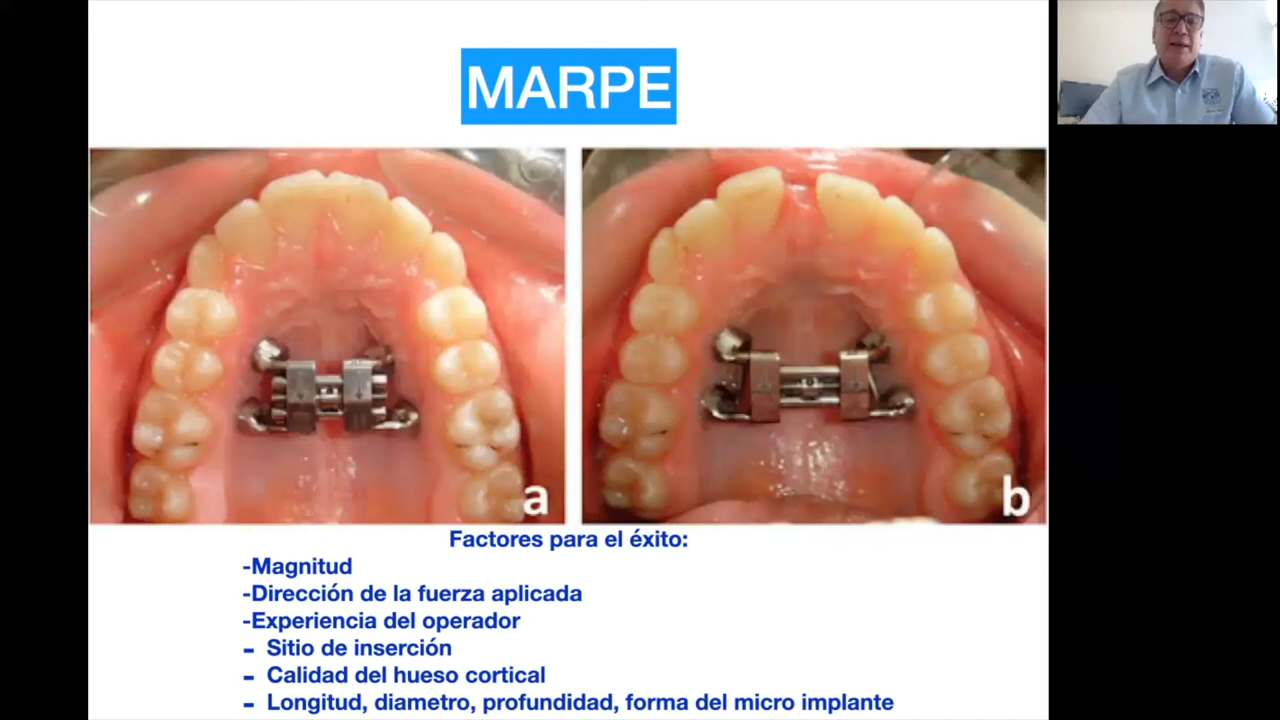 MARPE
a
b
Factores para el éxito:
-Magnitud
-Dirección de la fuerza aplicada
-Experiencia del operador
- Sitio de inserción
- Calidad del hueso cortical
- Longitud, diametro, profundidad, forma del micro implante